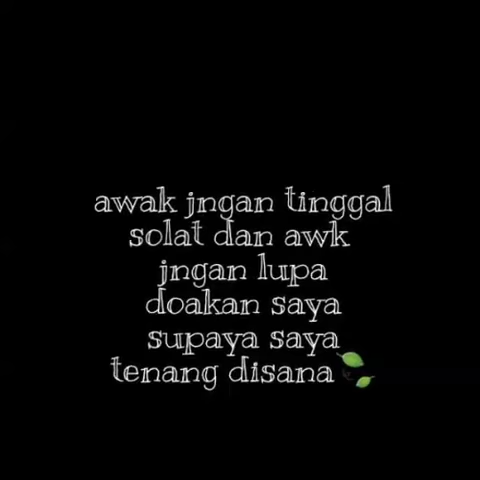 awak jngan tinggal
solat dan awk
jngan lupa
doakan saya
supaya saya
tenang disana🍃